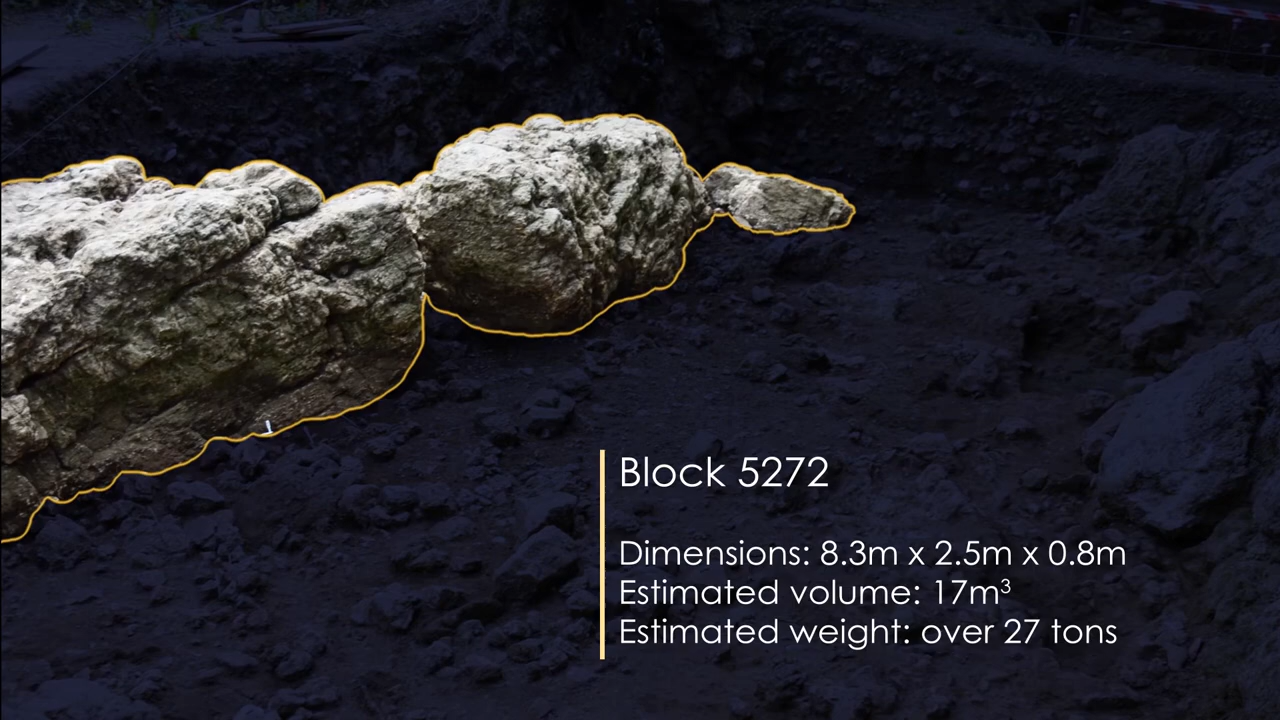 Block 5272
Dimensions: 8.3m x 2.5m x 0.8m
Estimated volume: 17m³
Estimated weight: over 27 tons